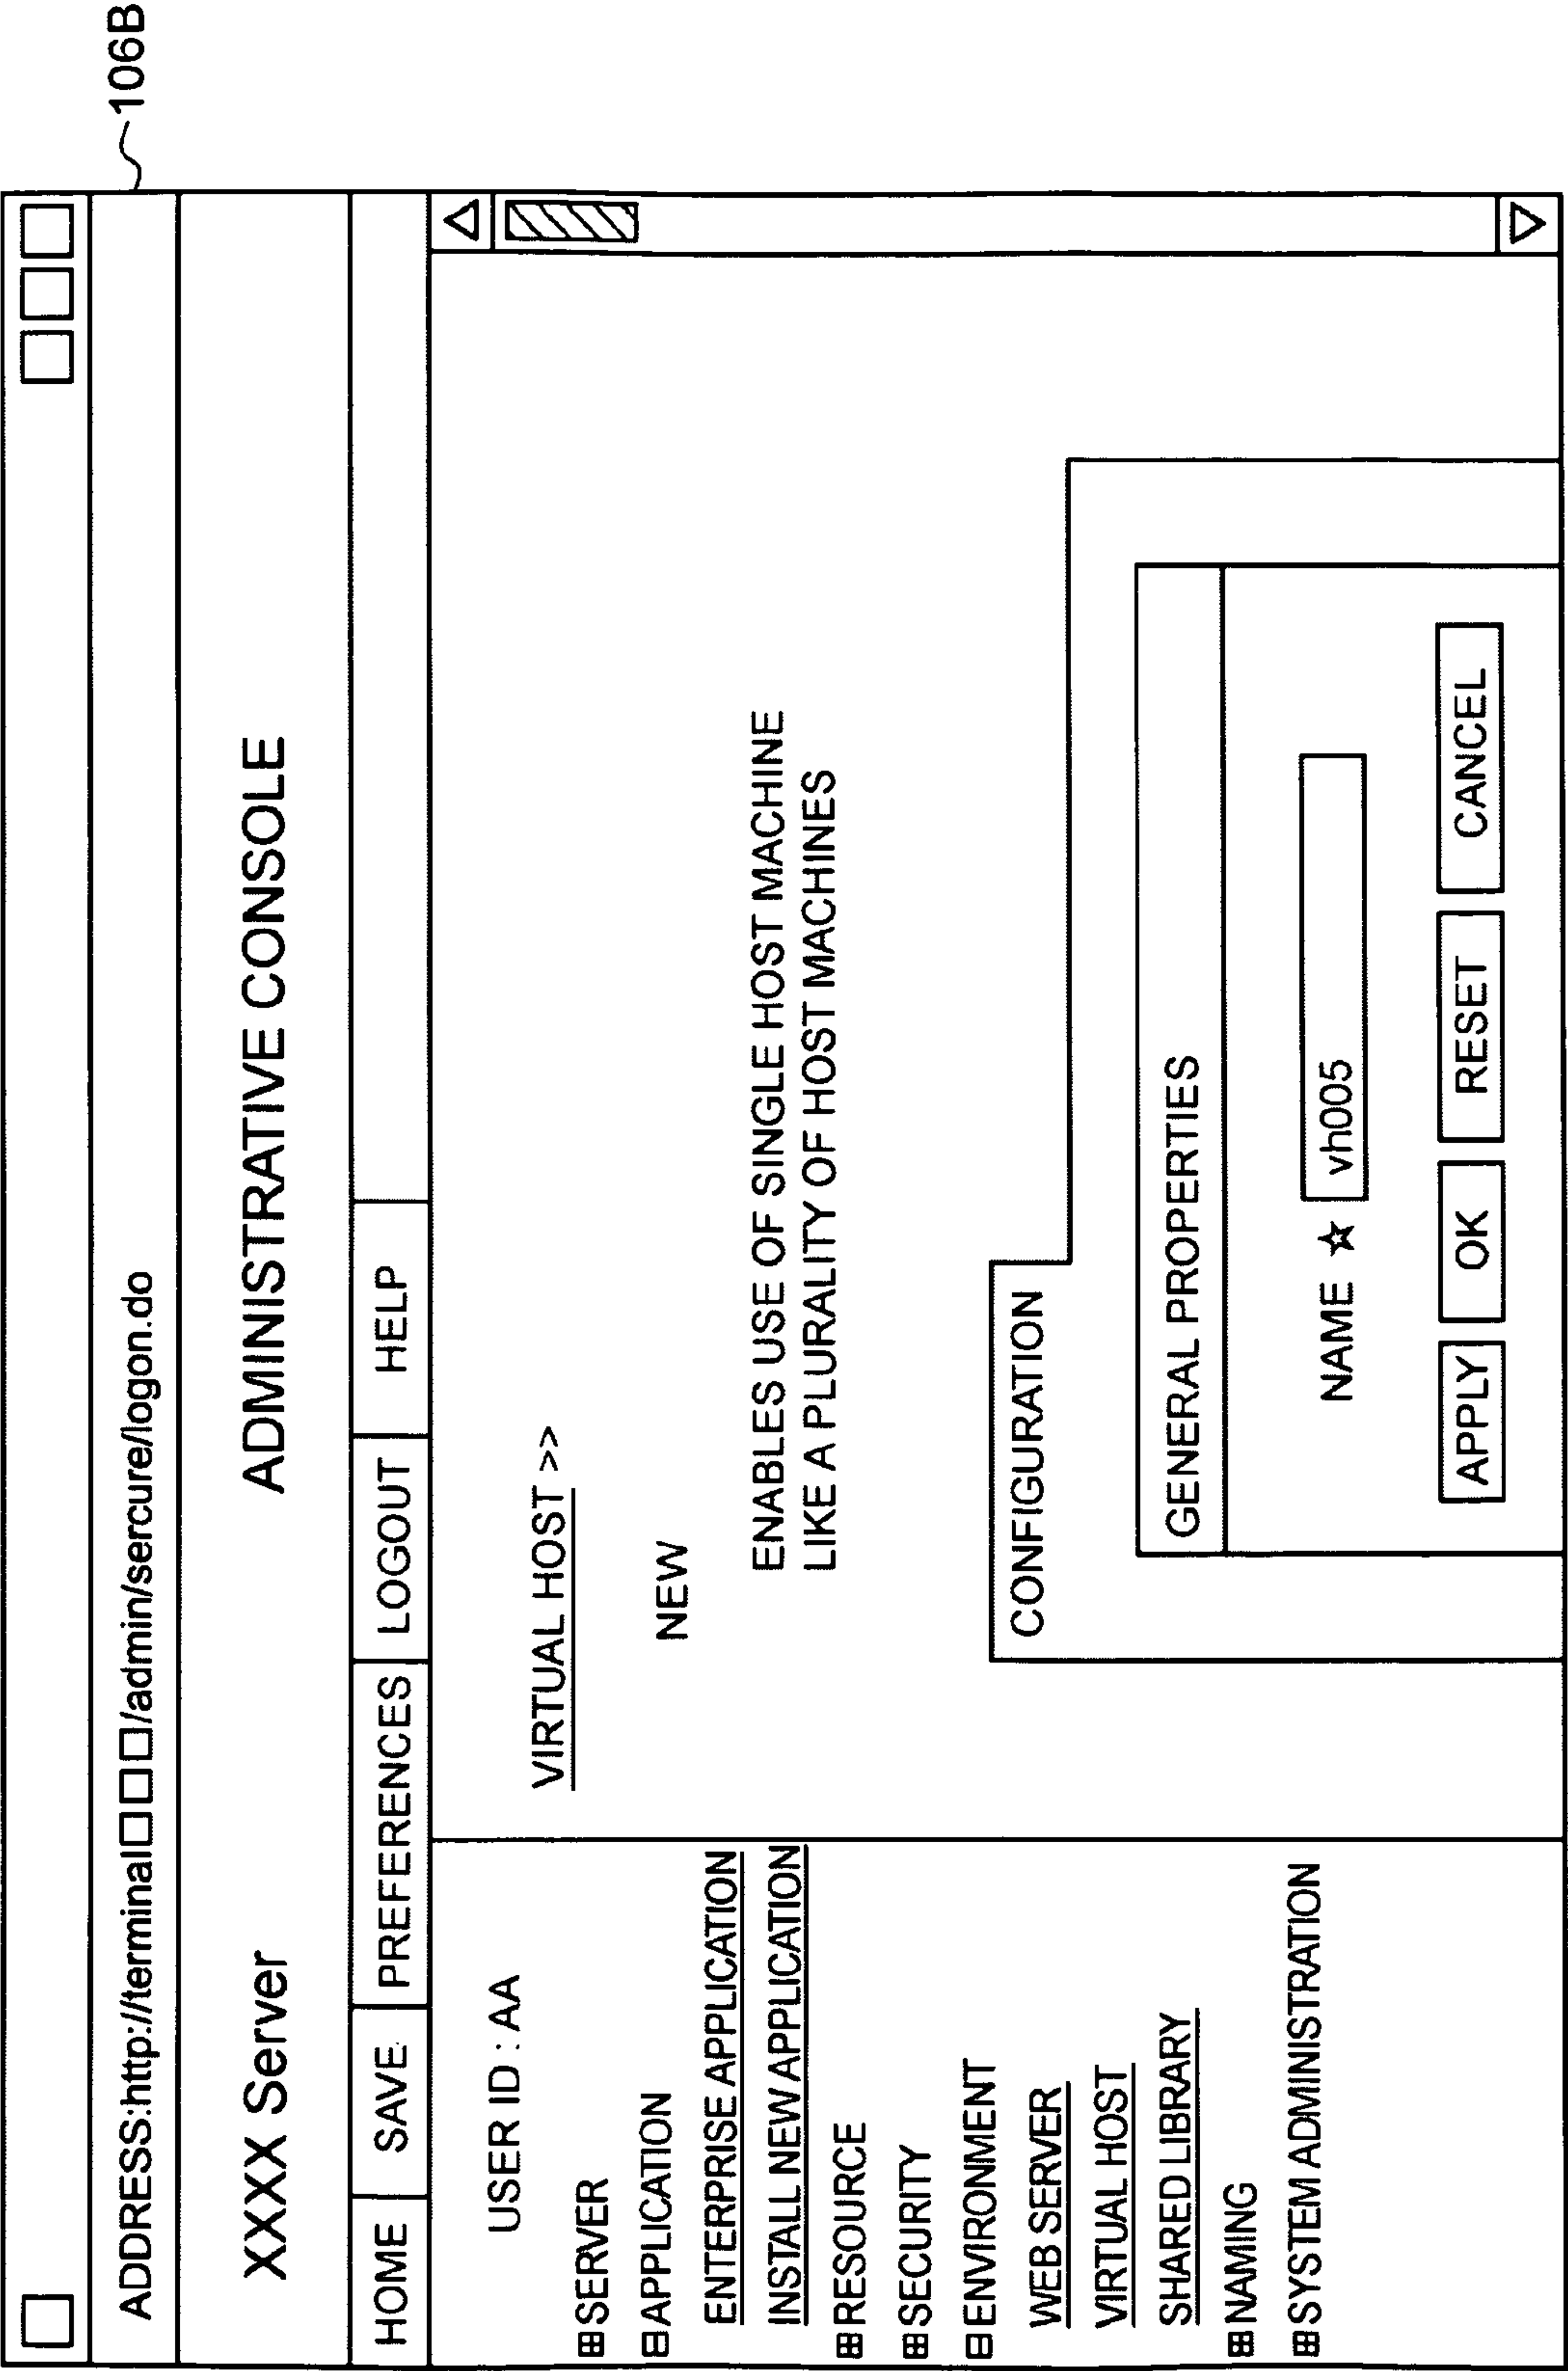 106B
ADDRESS:http://terminal□□□□/admin/sercure/logon.do
XXXX Server
ADMINISTRATIVE CONSOLE
HOME SAVE PREFERENCES LOGOUT HELP
USER ID : AA
⊞SERVER
⊟APPLICATION
ENTERPRISE APPLICATION
INSTALL NEW APPLICATION
⊞RESOURCE
⊞SECURITY
⊟ENVIRONMENT
WEB SERVER
VIRTUAL HOST
SHARED LIBRARY
⊞NAMING
⊞SYSTEM ADMINISTRATION
VIRTUAL HOST >>
NEW
ENABLES USE OF SINGLE HOST MACHINE
LIKE A PLURALITY OF HOST MACHINES
CONFIGURATION
GENERAL PROPERTIES
NAME ☆ vh005
APPLY OK RESET CANCEL